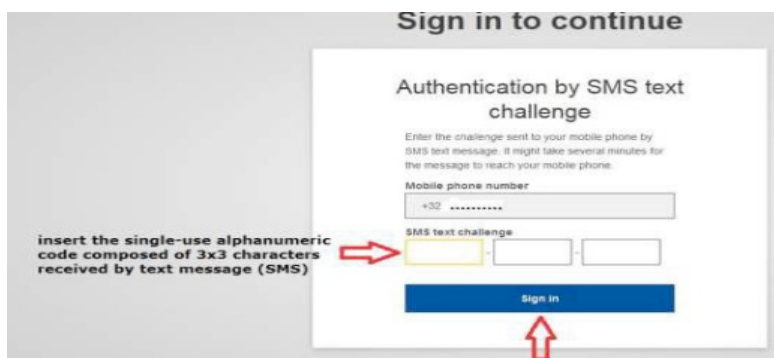 Sign in to continue
Authentication by SMS text
challenge
Enter the challenge sent to your mobile phone by
SMS text message. It might take several minutes for
the message to reach your mobile phone.
Mobile phone number
+32 ••••••••••
SMS text challenge
insert the single-use alphanumeric
code composed of 3x3 characters
received by text message (SMS)
- -
Sign in